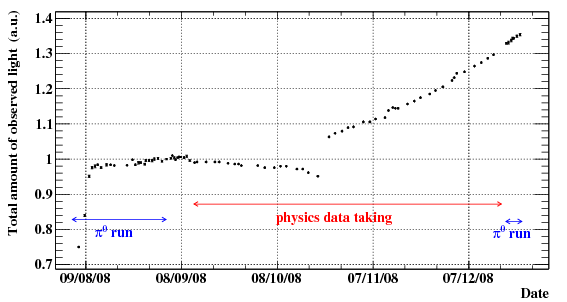 Total amount of observed light (a.u.)
1.4
1.3
1.2
1.1
1
0.9
0.8
0.7
physics data taking
π⁰ run
π⁰ run
09/08/08 08/09/08 08/10/08 07/11/08 07/12/08
Date